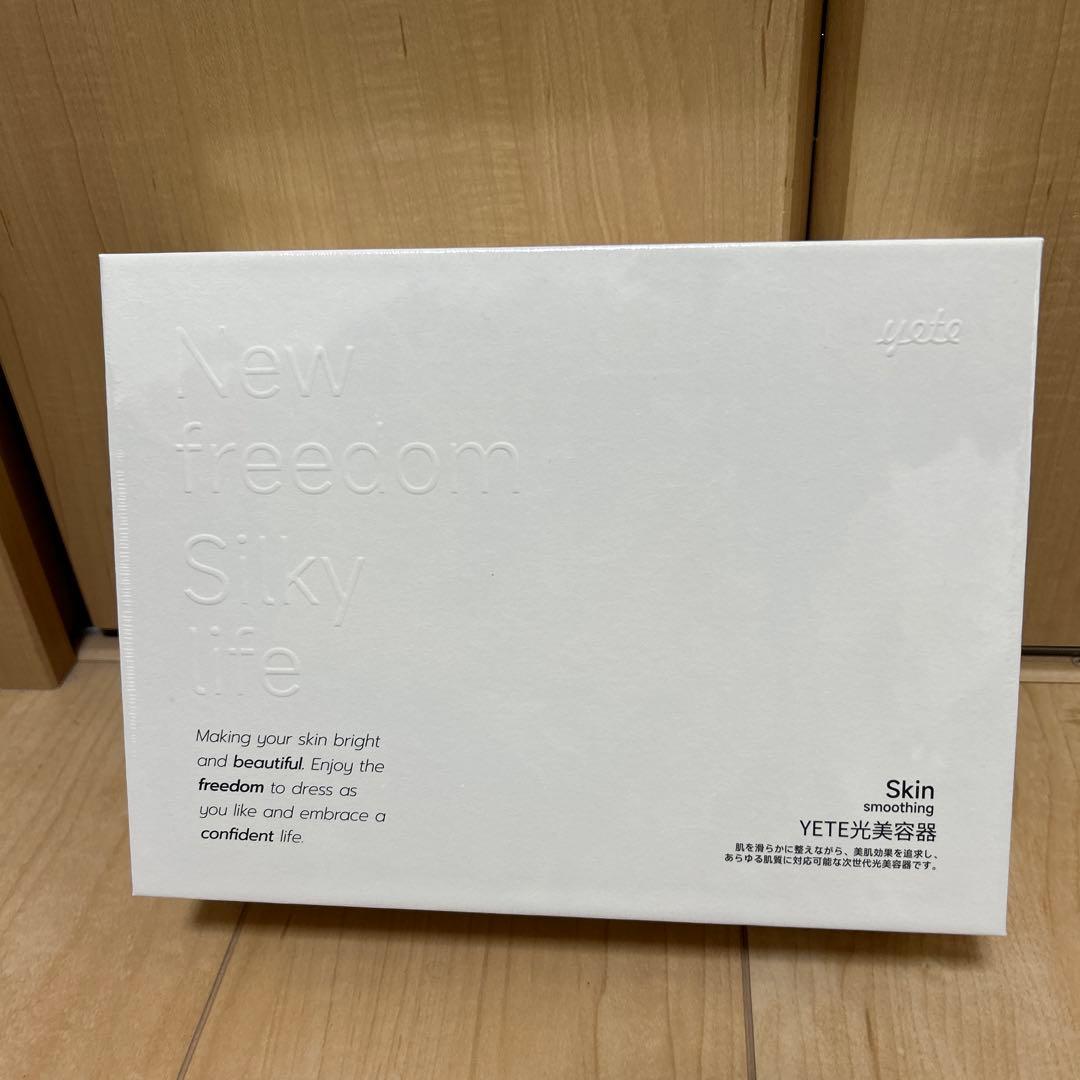 yete
New
freedom
Silky
life
Making your skin bright
and beautiful. Enjoy the
freedom to dress as
you like and embrace a
confident life.
Skin
smoothing
YETE光美容器
肌を滑らかに整えながら、美肌効果を追求し、
あらゆる肌質に対応可能な次世代光美容器です。